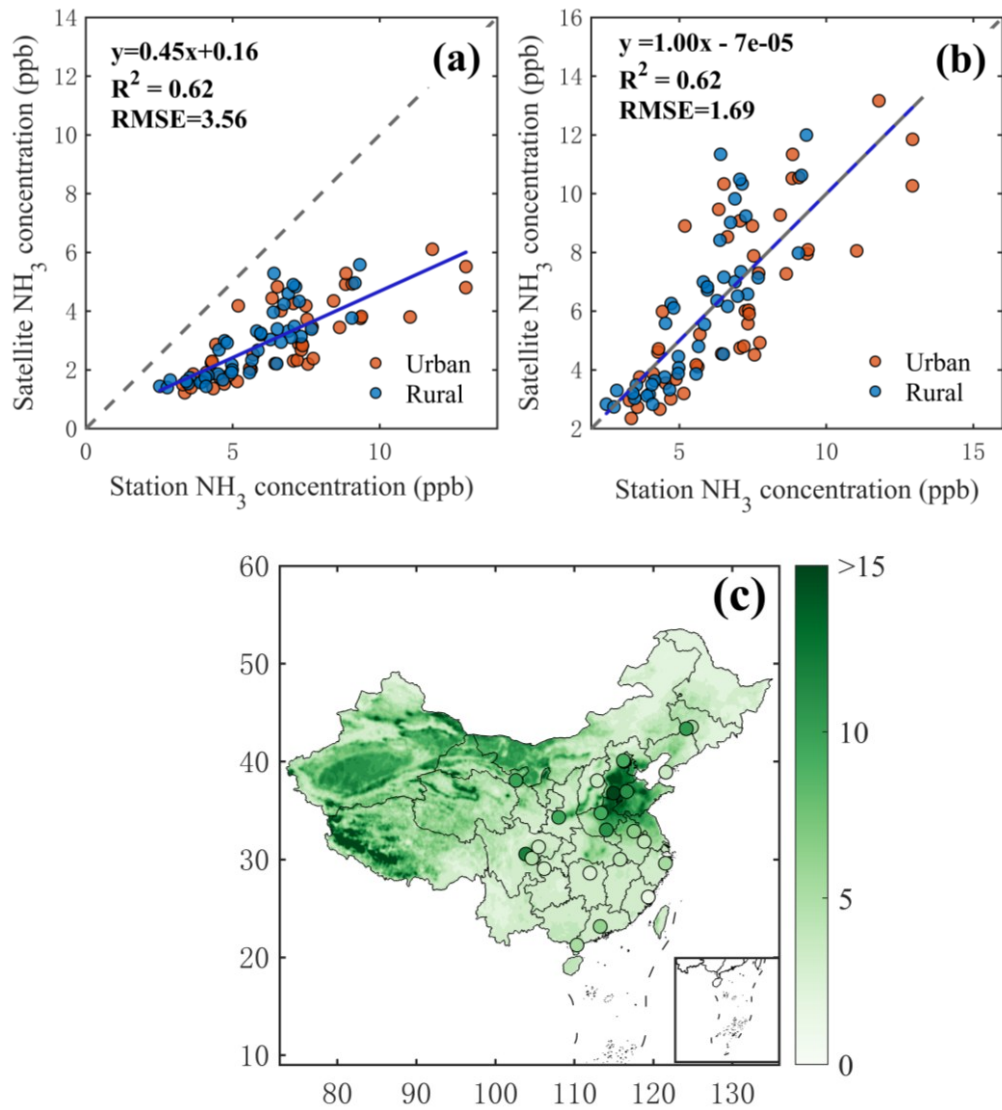 (a)
y=0.45x+0.16
R² = 0.62
RMSE=3.56
Satellite NH₃ concentration (ppb)
14
12
10
8
6
4
2
0
0 5 10
Station NH₃ concentration (ppb)
Urban
Rural
(b)
y =1.00x - 7e-05
R² = 0.62
RMSE=1.69
Satellite NH₃ concentration (ppb)
16
14
12
10
8
6
4
2
5 10 15
Station NH₃ concentration (ppb)
Urban
Rural
(c)
60
50
40
30
20
10
80 90 100 110 120 130
>15
10
5
0